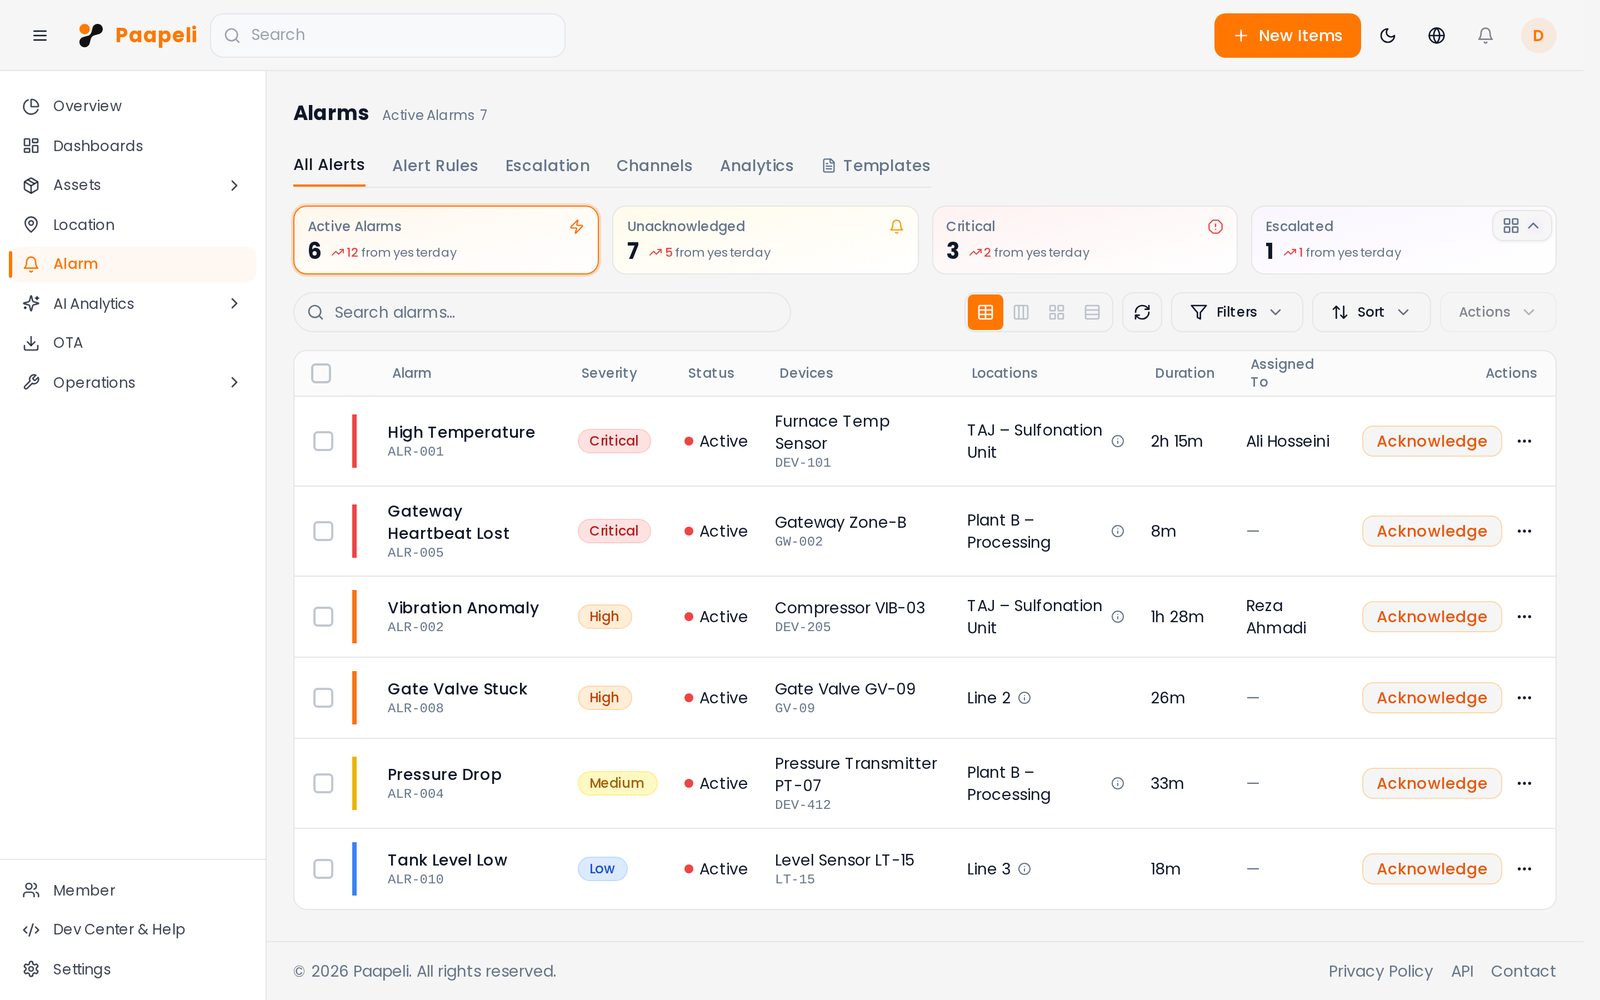 Paapeli
Search
New Items
D
Overview
Dashboards
Assets
Location
Alarm
AI Analytics
OTA
Operations
Member
Dev Center & Help
Settings
Alarms
Active Alarms 7
All Alerts
Alert Rules
Escalation
Channels
Analytics
Templates
Active Alarms
6 12 from yesterday
Unacknowledged
7 5 from yesterday
Critical
3 2 from yesterday
Escalated
1 1 from yesterday
Search alarms...
Filters
Sort
Actions
Alarm
Severity
Status
Devices
Locations
Duration
Assigned
To
Actions
High Temperature
ALR-001
Critical
Active
Furnace Temp
Sensor
DEV-101
TAJ – Sulfonation
Unit
2h 15m
Ali Hosseini
Acknowledge
Gateway
Heartbeat Lost
ALR-005
Critical
Active
Gateway Zone-B
GW-002
Plant B –
Processing
8m
—
Acknowledge
Vibration Anomaly
ALR-002
High
Active
Compressor VIB-03
DEV-205
TAJ – Sulfonation
Unit
1h 28m
Reza
Ahmadi
Acknowledge
Gate Valve Stuck
ALR-008
High
Active
Gate Valve GV-09
GV-09
Line 2
26m
—
Acknowledge
Pressure Drop
ALR-004
Medium
Active
Pressure Transmitter
PT-07
DEV-412
Plant B –
Processing
33m
—
Acknowledge
Tank Level Low
ALR-010
Low
Active
Level Sensor LT-15
LT-15
Line 3
18m
—
Acknowledge
© 2026 Paapeli. All rights reserved.
Privacy Policy
API
Contact